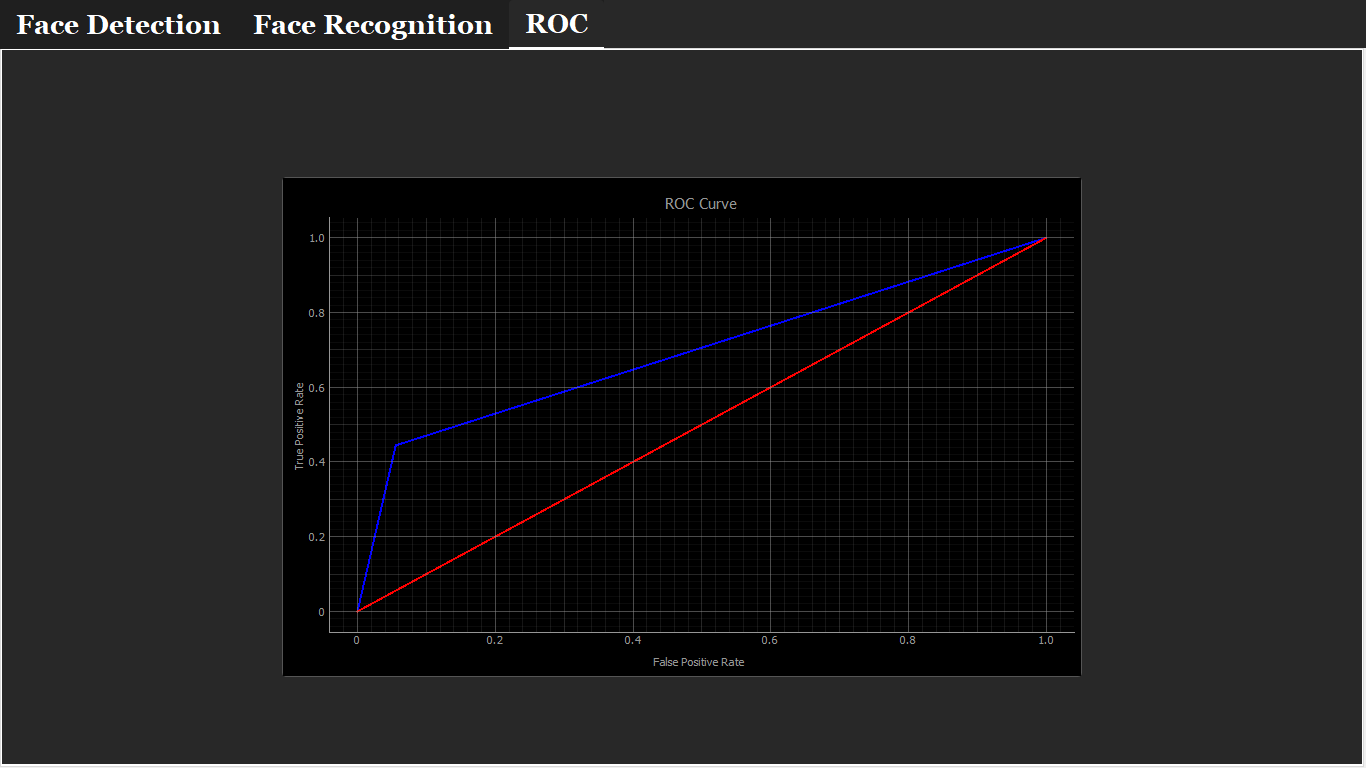 Face Detection Face Recognition ROC
ROC Curve
1.0
0.8
0.6
0.4
0.2
0
True Positive Rate
0 0.2 0.4 0.6 0.8 1.0
False Positive Rate